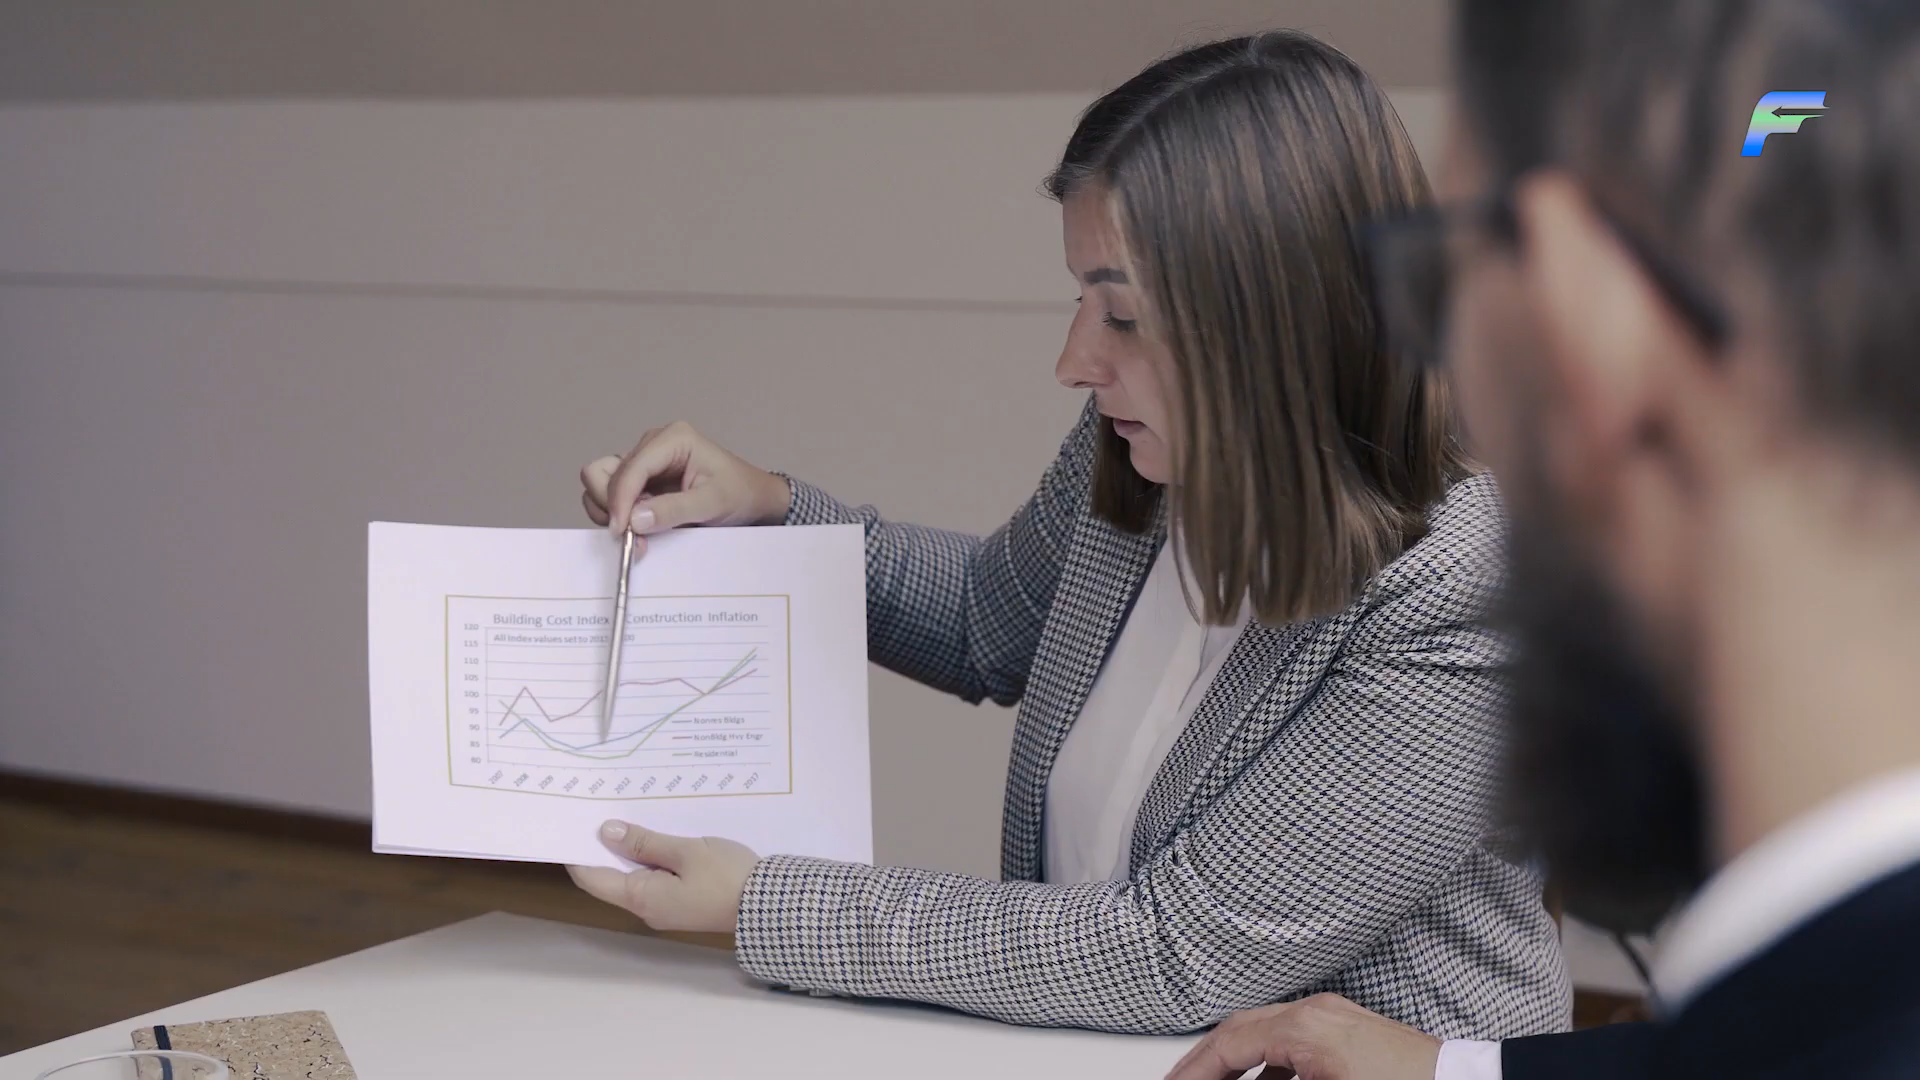 Building Cost Index Construction Inflation
All Index values set to 2015
120
115
110
105
100
95
90
85
80
Nonres Bldgs
NonBldg Hvy Engr
Residential
2007 2008 2009 2010 2011 2012 2013 2014 2015 2016 2017
F